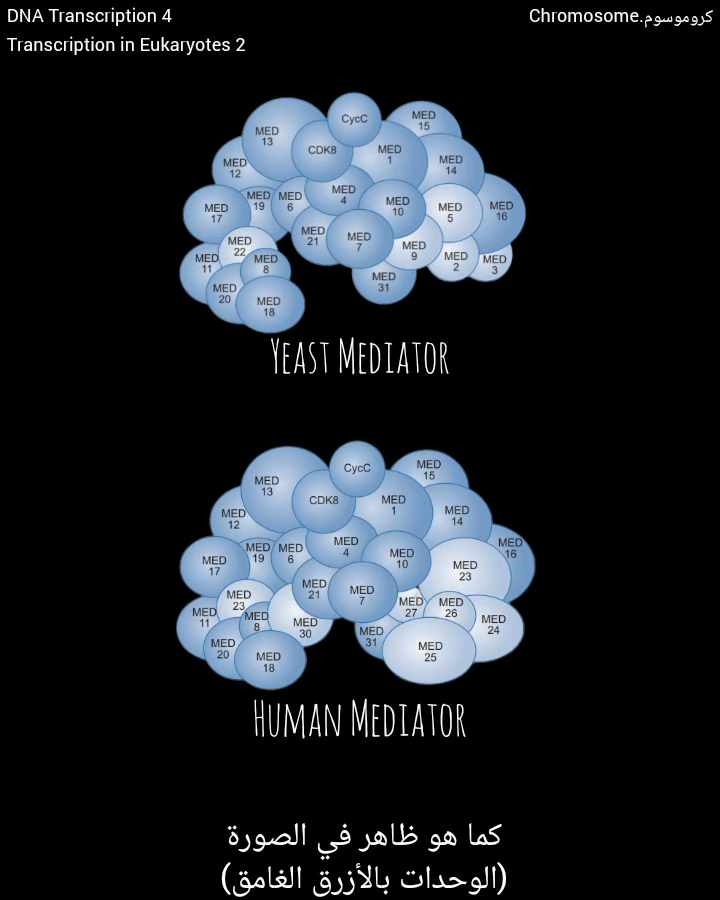 DNA Transcription 4
Chromosome.كروموسوم
Transcription in Eukaryotes 2
CycC
MED 13
MED 15
CDK8
MED 1
MED 14
MED 12
MED 19
MED 6
MED 4
MED 10
MED 5
MED 16
MED 17
MED 21
MED 7
MED 9
MED 22
MED 11
MED 8
MED 2
MED 3
MED 20
MED 18
MED 31
YEAST MEDIATOR
CycC
MED 13
MED 15
CDK8
MED 1
MED 14
MED 12
MED 19
MED 6
MED 4
MED 10
MED 16
MED 23
MED 17
MED 21
MED 7
MED 23
MED 27
MED 26
MED 11
MED 8
MED 30
MED 24
MED 31
MED 20
MED 18
MED 25
HUMAN MEDIATOR
كما هو ظاهر في الصورة
(الوحدات بالأزرق الغامق)